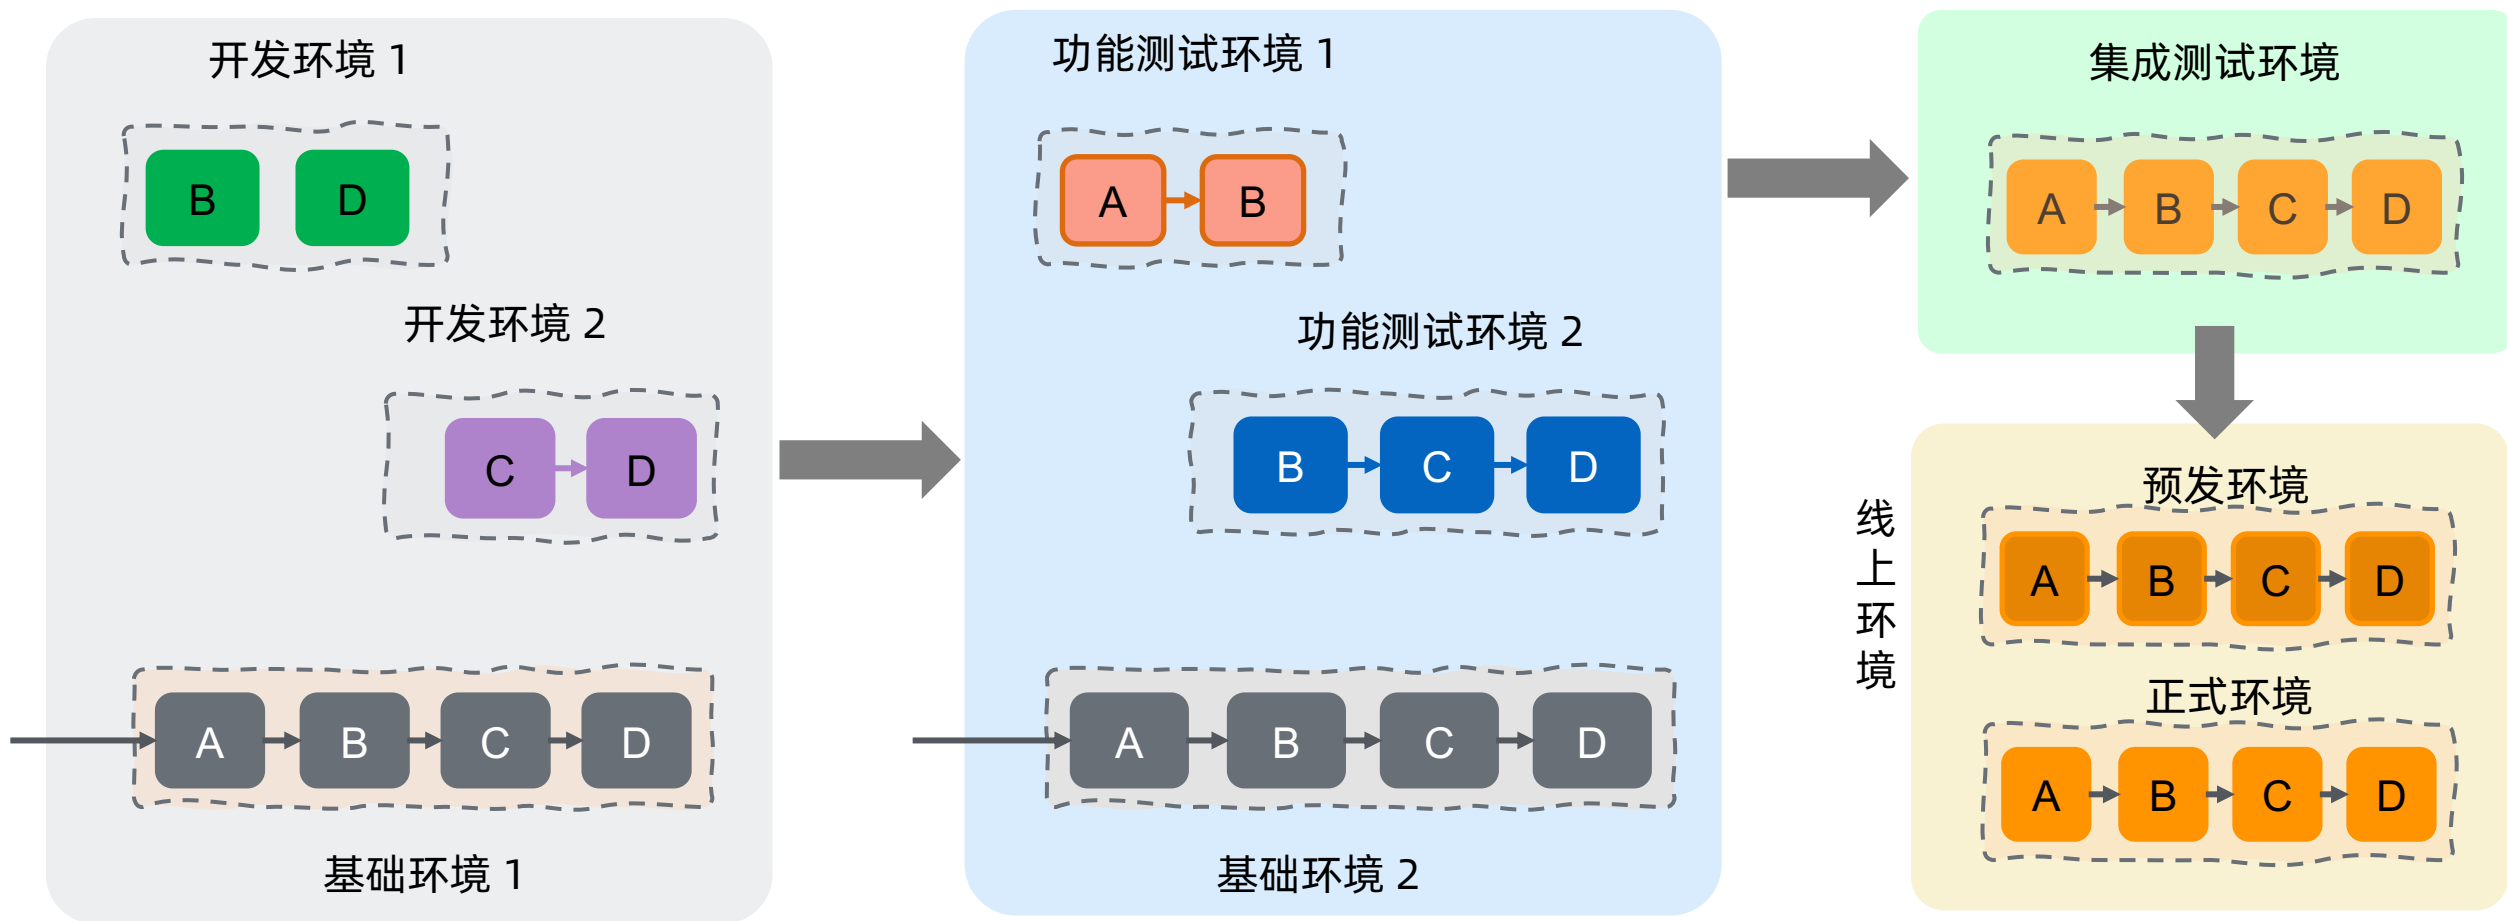 开发环境 1
B D
开发环境 2
C D
A B C D
基础环境 1
功能测试环境 1
A B
功能测试环境 2
B C D
A B C D
基础环境 2
集成测试环境
A B C D
线上环境
预发环境
A B C D
正式环境
A B C D